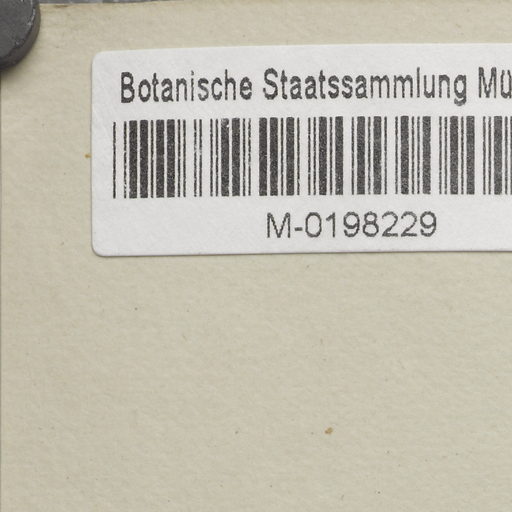 Botanische Staatssammlung Mü
M-0198229